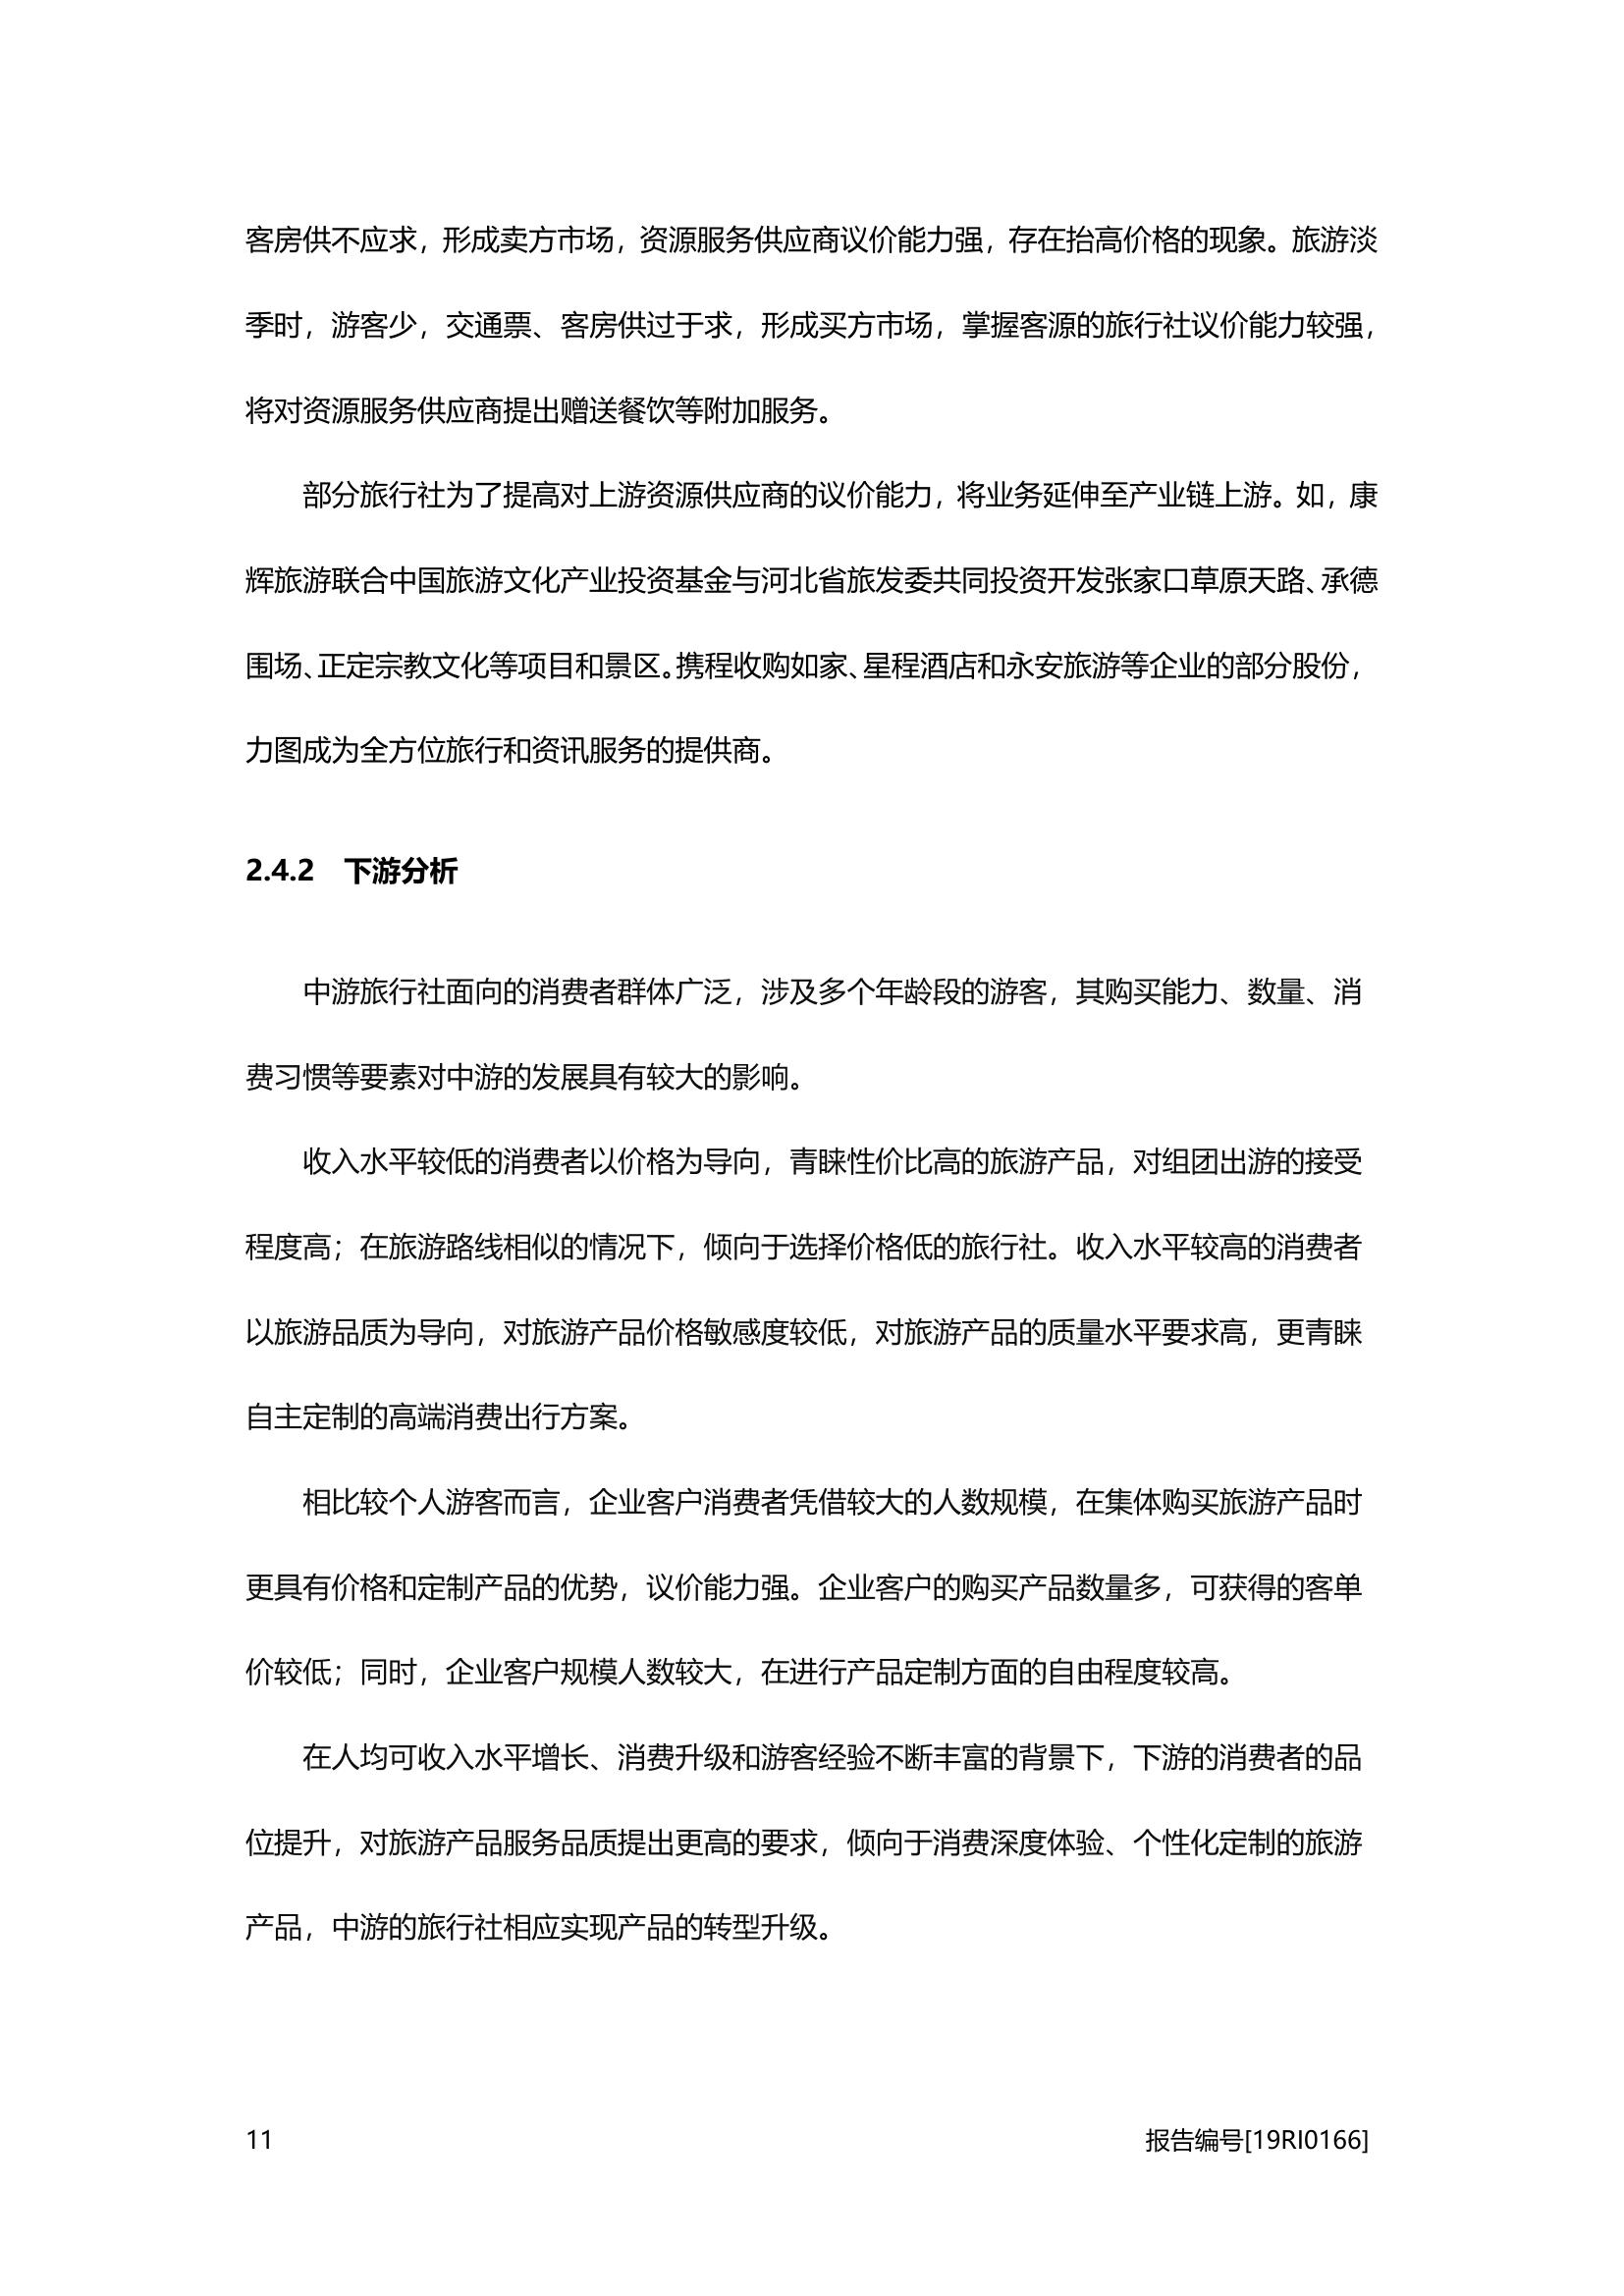 客房供不应求，形成卖方市场，资源服务供应商议价能力强，存在抬高价格的现象。旅游淡
季时，游客少，交通票、客房供过于求，形成买方市场，掌握客源的旅行社议价能力较强，
将对资源服务供应商提出赠送餐饮等附加服务。
部分旅行社为了提高对上游资源供应商的议价能力，将业务延伸至产业链上游。如，康
辉旅游联合中国旅游文化产业投资基金与河北省旅发委共同投资开发张家口草原天路、承德
围场、正定宗教文化等项目和景区。携程收购如家、星程酒店和永安旅游等企业的部分股份，
力图成为全方位旅行和资讯服务的提供商。
2.4.2 下游分析
中游旅行社面向的消费者群体广泛，涉及多个年龄段的游客，其购买能力、数量、消
费习惯等要素对中游的发展具有较大的影响。
收入水平较低的消费者以价格为导向，青睐性价比高的旅游产品，对组团出游的接受
程度高；在旅游路线相似的情况下，倾向于选择价格低的旅行社。收入水平较高的消费者
以旅游品质为导向，对旅游产品价格敏感度较低，对旅游产品的质量水平要求高，更青睐
自主定制的高端消费出行方案。
相比较个人游客而言，企业客户消费者凭借较大的人数规模，在集体购买旅游产品时
更具有价格和定制产品的优势，议价能力强。企业客户的购买产品数量多，可获得的客单
价较低；同时，企业客户规模人数较大，在进行产品定制方面的自由程度较高。
在人均可收入水平增长、消费升级和游客经验不断丰富的背景下，下游的消费者的品
位提升，对旅游产品服务品质提出更高的要求，倾向于消费深度体验、个性化定制的旅游
产品，中游的旅行社相应实现产品的转型升级。
11 报告编号[19RI0166]